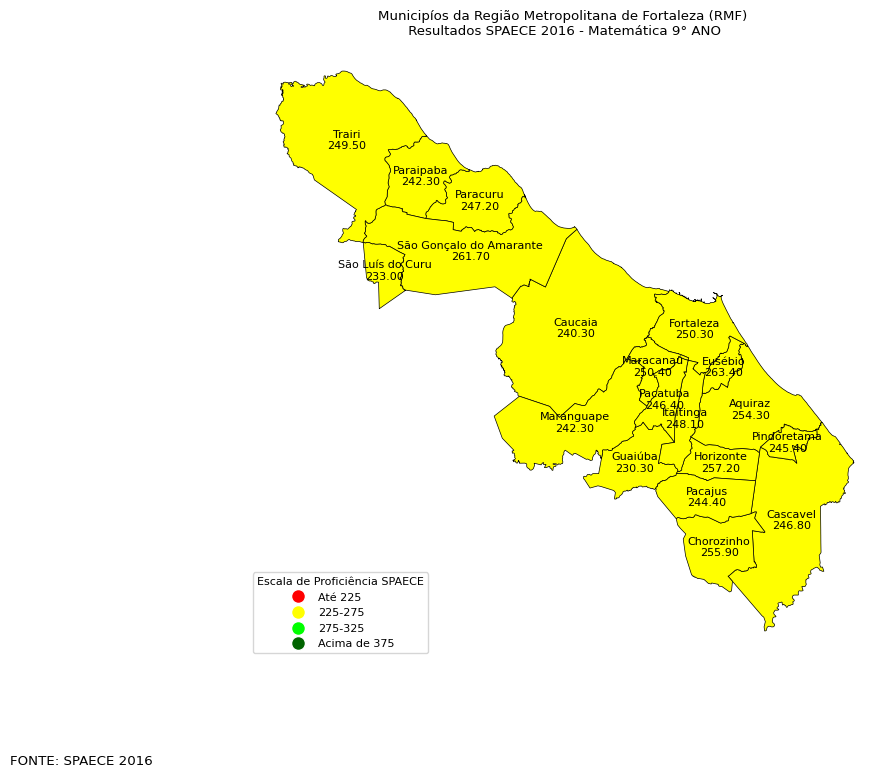 Municipíos da Região Metropolitana de Fortaleza (RMF)
Resultados SPAECE 2016 - Matemática 9° ANO
Trairi
249.50
Paraipaba
242.30
Paracuru
247.20
São Gonçalo do Amarante
261.70
São Luís do Curu
233.00
Caucaia
240.30
Fortaleza
250.30
Maracanaú
250.40
Eusébio
263.40
Pacatuba
246.40
Itaitinga
248.10
Aquiraz
254.30
Maranguape
242.30
Pindoretama
245.40
Guaiúba
230.30
Horizonte
257.20
Pacajus
244.40
Cascavel
246.80
Chorozinho
255.90
Escala de Proficiência SPAECE
Até 225
225-275
275-325
Acima de 375
FONTE: SPAECE 2016